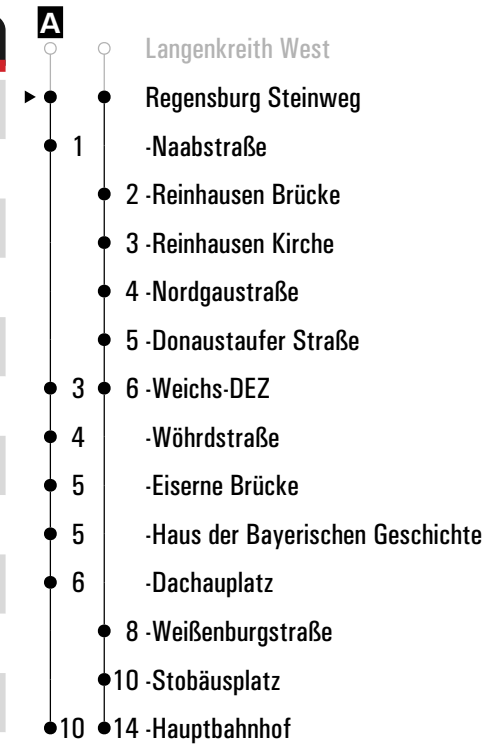 A
Langenkreith West
Regensburg Steinweg
1 -Naabstraße
2 -Reinhausen Brücke
3 -Reinhausen Kirche
4 -Nordgaustraße
5 -Donaustaufer Straße
3 6 -Weichs-DEZ
4 -Wöhrdstraße
5 -Eiserne Brücke
5 -Haus der Bayerischen Geschichte
6 -Dachauplatz
8 -Weißenburgstraße
10 -Stobäusplatz
10 14 -Hauptbahnhof